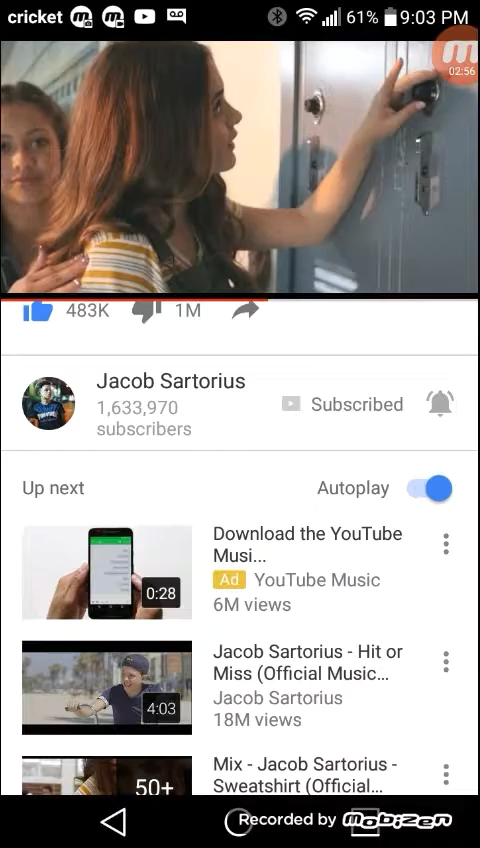 cricket 61% 9:03 PM
02:56
483K 1M
Jacob Sartorius
1,633,970
subscribers
Subscribed
Up next Autoplay
Download the YouTube
Musi...
Ad YouTube Music
6M views
0:28
Jacob Sartorius - Hit or
Miss (Official Music...
Jacob Sartorius
18M views
4:03
Mix - Jacob Sartorius -
Sweatshirt (Official...
50+
Recorded by Mobizen